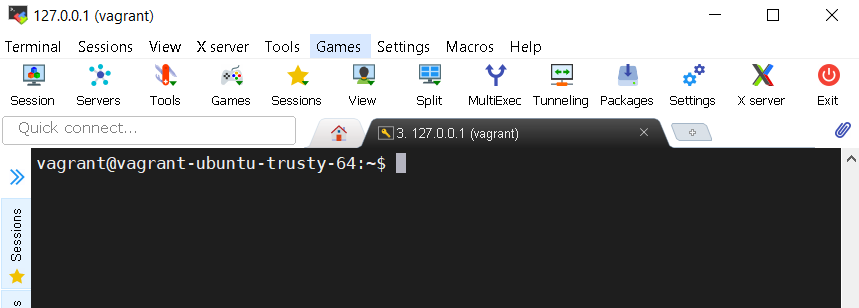 127.0.0.1 (vagrant)
Terminal Sessions View X server Tools Games Settings Macros Help
Session Servers Tools Games Sessions View Split MultiExec Tunneling Packages Settings X server Exit
Quick connect...
3. 127.0.0.1 (vagrant)
vagrant@vagrant-ubuntu-trusty-64:~$
Sessions